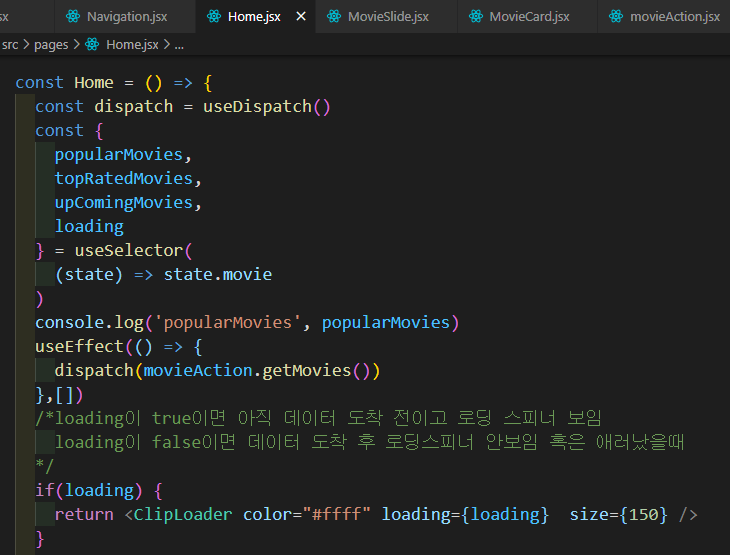 sx Navigation.jsx Home.jsx × MovieSlide.jsx MovieCard.jsx movieAction.jsx
src > pages > Home.jsx > ...
const Home = () => {
const dispatch = useDispatch()
const {
popularMovies,
topRatedMovies,
upComingMovies,
loading
} = useSelector(
(state) => state.movie
)
console.log('popularMovies', popularMovies)
useEffect(() => {
dispatch(movieAction.getMovies())
},[])
/*loading이 true이면 아직 데이터 도착 전이고 로딩 스피너 보임
loading이 false이면 데이터 도착 후 로딩스피너 안보임 혹은 애러났을때
*/
if(loading) {
return <ClipLoader color="#ffff" loading={loading}  size={150} />
}